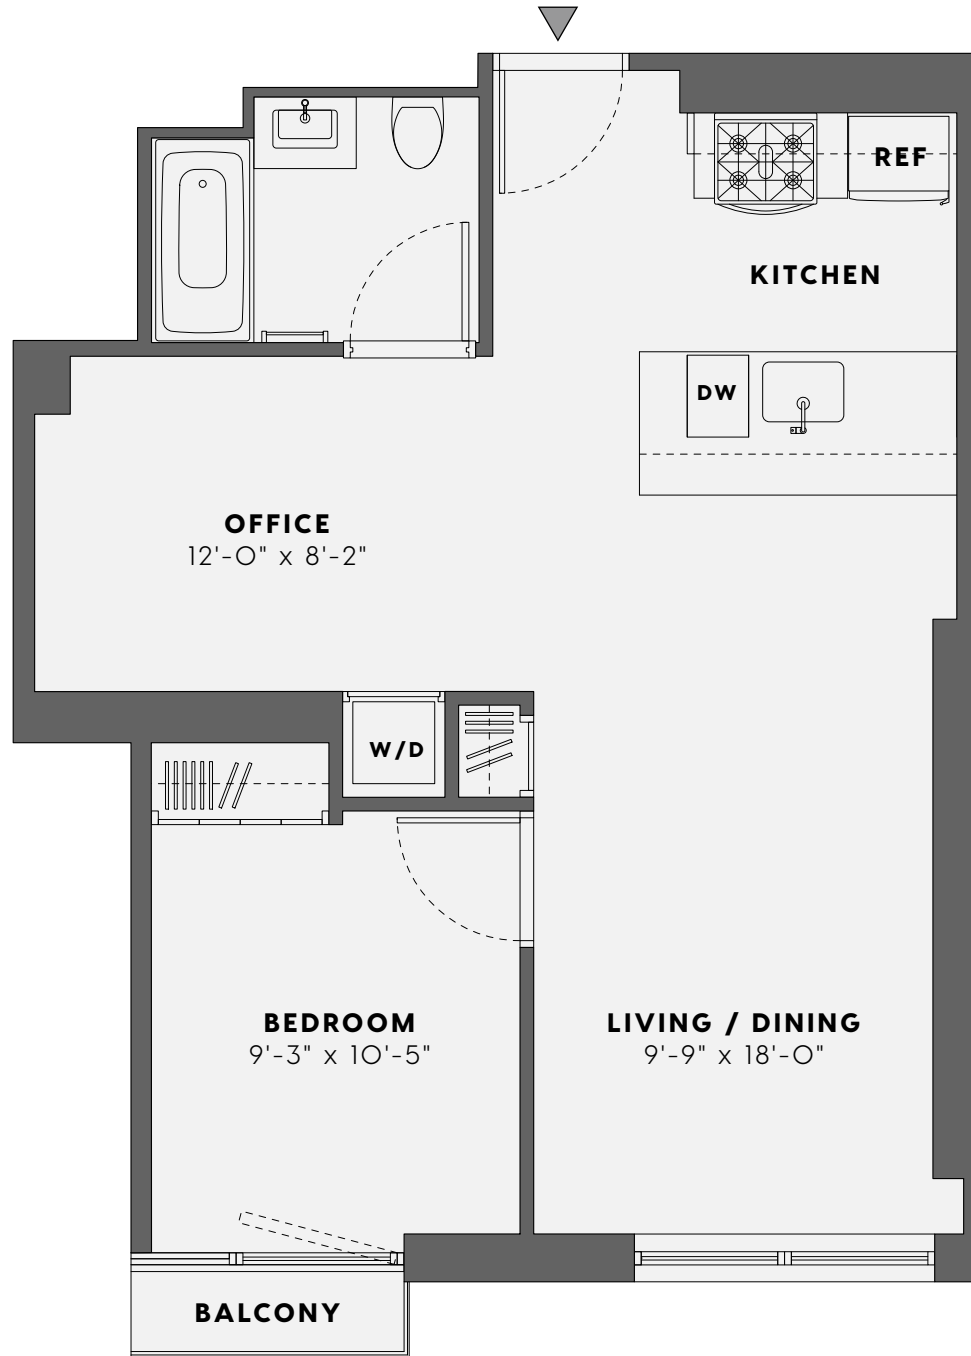 REF
KITCHEN
DW
OFFICE
12'-0" x 8'-2"
W/D
BEDROOM
9'-3" x 10'-5"
LIVING / DINING
9'-9" x 18'-0"
BALCONY